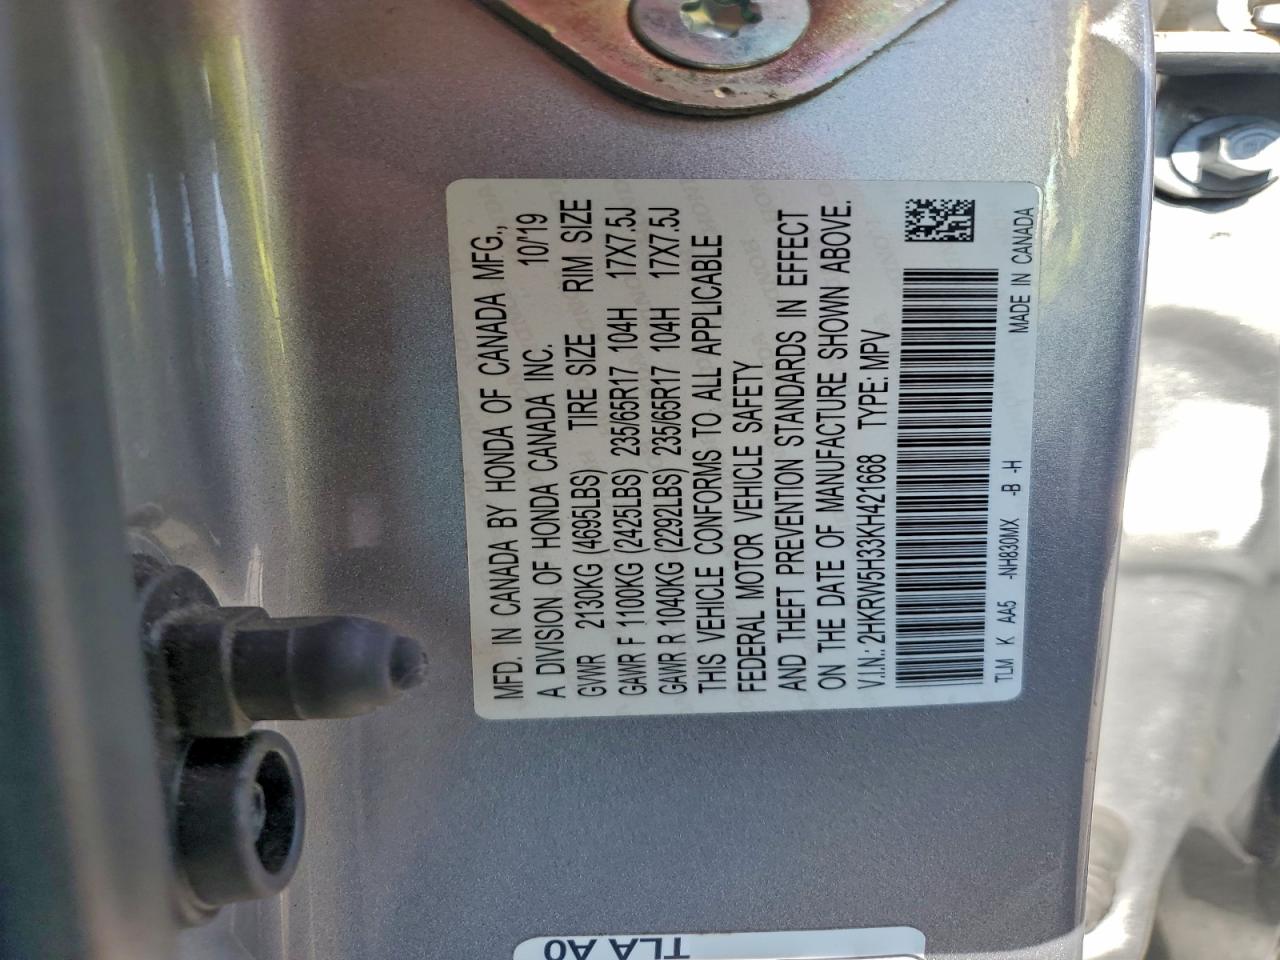 MFD. IN CANADA BY HONDA OF CANADA MFG.,
A DIVISION OF HONDA CANADA INC. 10/19
GVWR 2130KG (4695LBS) TIRE SIZE RIM SIZE
GAWR F 1100KG (2425LBS) 235/65R17 104H 17X7.5J
GAWR R 1040KG (2292LBS) 235/65R17 104H 17X7.5J
THIS VEHICLE CONFORMS TO ALL APPLICABLE
FEDERAL MOTOR VEHICLE SAFETY
AND THEFT PREVENTION STANDARDS IN EFFECT
ON THE DATE OF MANUFACTURE SHOWN ABOVE.
V.I.N.: 2HKRW5H33KH421668 TYPE: MPV
TLM K AA5 -NH830MX -B -H MADE IN CANADA
TLA A0